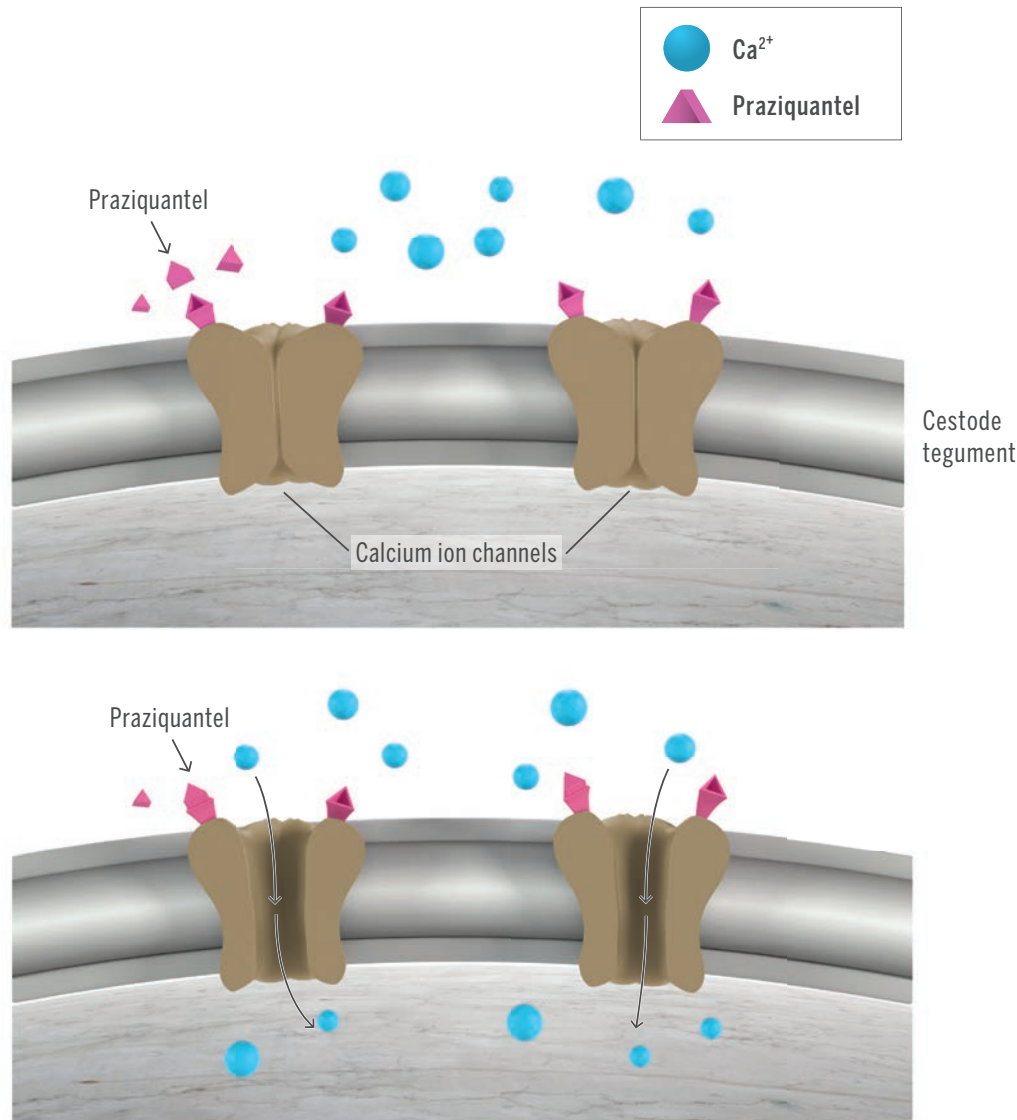 Ca²⁺
Praziquantel
Praziquantel
Cestode
tegument
Calcium ion channels
Praziquantel